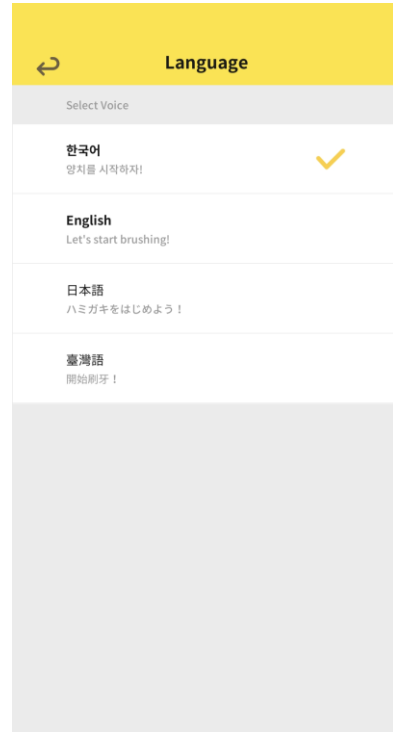 Language
Select Voice
한국어
양치를 시작하자!
English
Let's start brushing!
日本語
ハミガキをはじめよう！
臺灣語
開始刷牙！